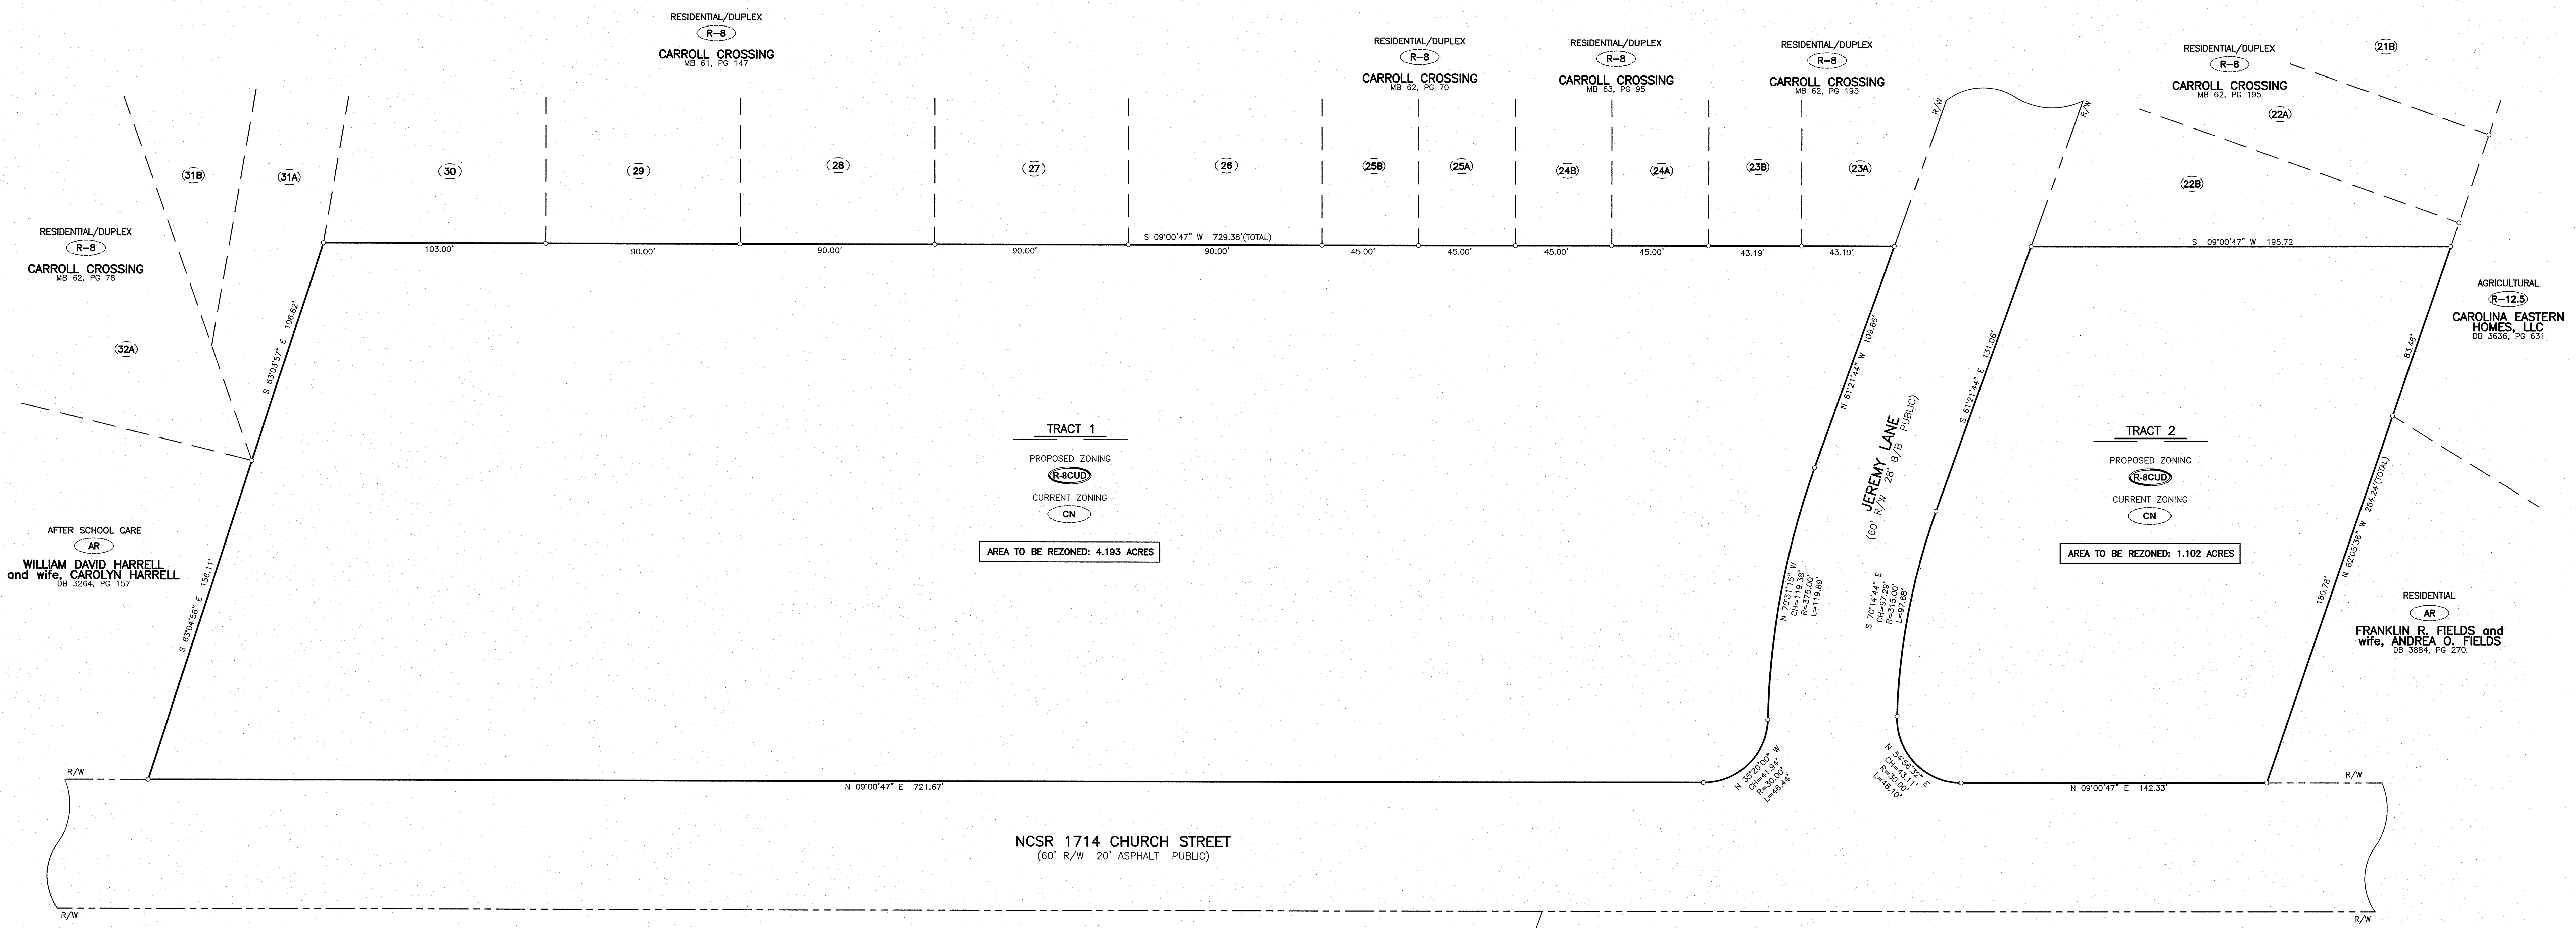 RESIDENTIAL/DUPLEX
R-8
CARROLL CROSSING
MB 61, PG 147
RESIDENTIAL/DUPLEX
R-8
CARROLL CROSSING
MB 62, PG 70
RESIDENTIAL/DUPLEX
R-8
CARROLL CROSSING
MB 63, PG 95
RESIDENTIAL/DUPLEX
R-8
CARROLL CROSSING
MB 62, PG 195
RESIDENTIAL/DUPLEX
R-8
CARROLL CROSSING
MB 62, PG 195
21B
22A
22B
R/W
R/W
31B
31A
30
29
28
27
26
25B
25A
24B
24A
23B
23A
RESIDENTIAL/DUPLEX
R-8
CARROLL CROSSING
MB 62, PG 78
32A
S 09°00'47" W 729.38'(TOTAL)
103.00'
90.00'
90.00'
90.00'
90.00'
45.00'
45.00'
45.00'
45.00'
43.19'
43.19'
S 09°00'47" W 195.72
S 63°03'57" E 106.62'
S 63°04'56" E 156.11'
AFTER SCHOOL CARE
AR
WILLIAM DAVID HARRELL
and wife, CAROLYN HARRELL
DB 3264, PG 157
TRACT 1
PROPOSED ZONING
R-8CUD
CURRENT ZONING
CN
AREA TO BE REZONED: 4.193 ACRES
N 61°21'44" W 109.66'
N 70°31'15" W
CH=119.38'
R=375.00'
L=119.89'
N 35°20'00" W
CH=41.94'
R=30.00'
L=46.44'
JEREMY LANE
(60' R/W 28' B/B PUBLIC)
S 61°21'44" E 131.06'
S 70°14'44" E
CH=97.29'
R=315.00'
L=97.68'
N 54°56'32" E
CH=43.11'
R=30.00'
L=48.10'
TRACT 2
PROPOSED ZONING
R-8CUD
CURRENT ZONING
CN
AREA TO BE REZONED: 1.102 ACRES
83.46'
N 62°05'36" W 264.24'(TOTAL)
180.78'
AGRICULTURAL
R-12.5
CAROLINA EASTERN
HOMES, LLC
DB 3636, PG 631
RESIDENTIAL
AR
FRANKLIN R. FIELDS and
wife, ANDREA O. FIELDS
DB 3884, PG 270
R/W
N 09°00'47" E 721.67'
N 09°00'47" E 142.33'
R/W
NCSR 1714 CHURCH STREET
(60' R/W 20' ASPHALT PUBLIC)
R/W
R/W